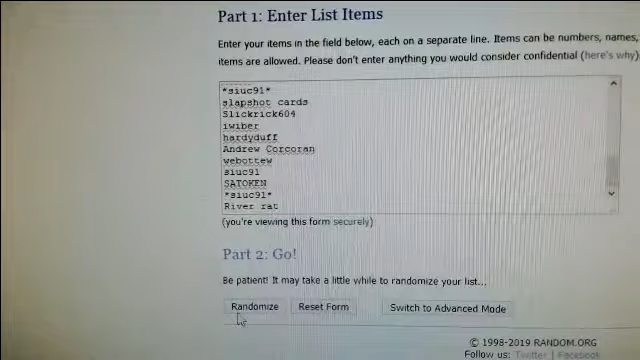 Part 1: Enter List Items
Enter your items in the field below, each on a separate line. Items can be numbers, names,
items are allowed. Please don't enter anything you would consider confidential (here's why)
*siuc91*
slapshot cards
Slickrick604
iwiber
hardyduff
Andrew Corcoran
webottew
siuc91
SATOKEN
*siuc91*
River rat
(you're viewing this form securely)
Part 2: Go!
Be patient! It may take a little while to randomize your list...
Randomize Reset Form Switch to Advanced Mode
© 1998-2019 RANDOM.ORG
Follow us: Twitter | Facebook